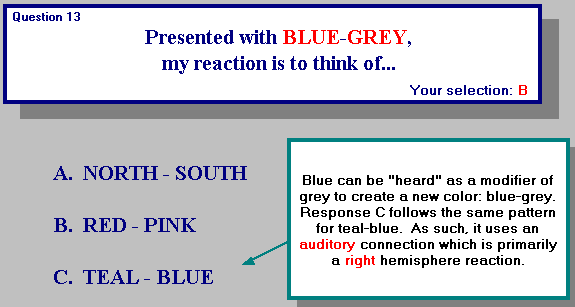 Question 13
Presented with BLUE-GREY,
my reaction is to think of...
Your selection: B
A. NORTH - SOUTH
B. RED - PINK
C. TEAL - BLUE
Blue can be "heard" as a modifier of
grey to create a new color: blue-grey.
Response C follows the same pattern
for teal-blue. As such, it uses an
auditory connection which is primarily
a right hemisphere reaction.